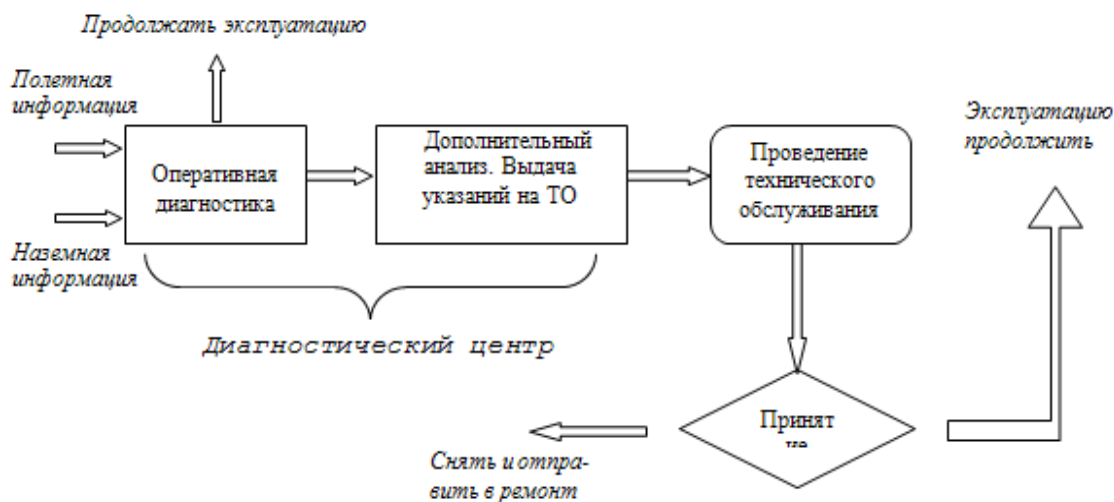 Продолжать эксплуатацию
Полетная
информация
Наземная
информация
Оперативная
диагностика
Дополнительный
анализ. Выдача
указаний на ТО
Проведение
технического
обслуживания
Эксплуатацию
продолжить
Диагностический центр
Принят
Снять и отпра-
вить в ремонт